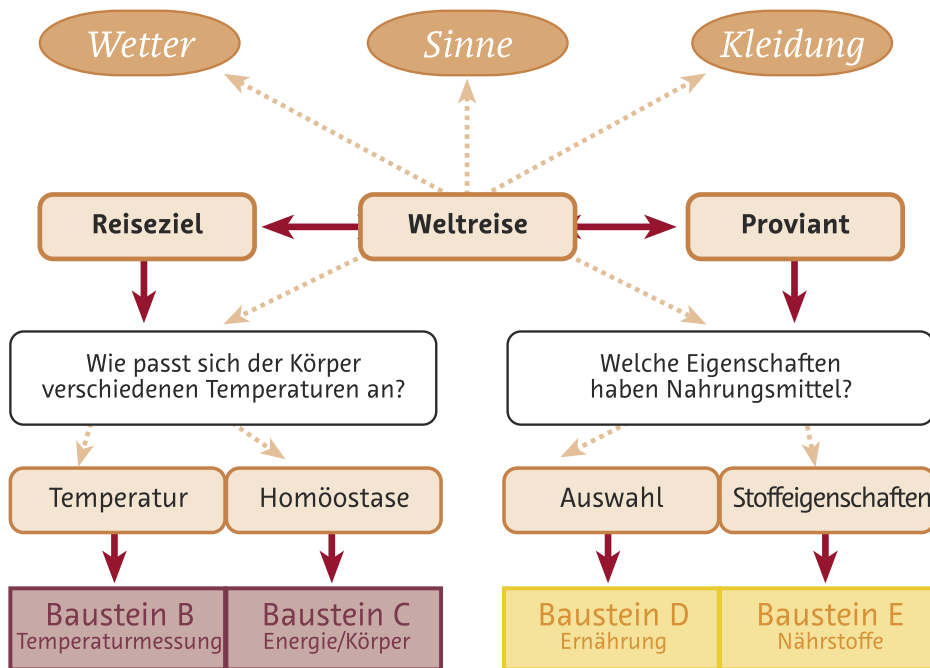 Wetter
Sinne
Kleidung
Reiseziel
Weltreise
Proviant
Wie passt sich der Körper
verschiedenen Temperaturen an?
Welche Eigenschaften
haben Nahrungsmittel?
Temperatur
Homöostase
Auswahl
Stoffeigenschaften
Baustein B
Temperaturmessung
Baustein C
Energie/Körper
Baustein D
Ernährung
Baustein E
Nährstoffe